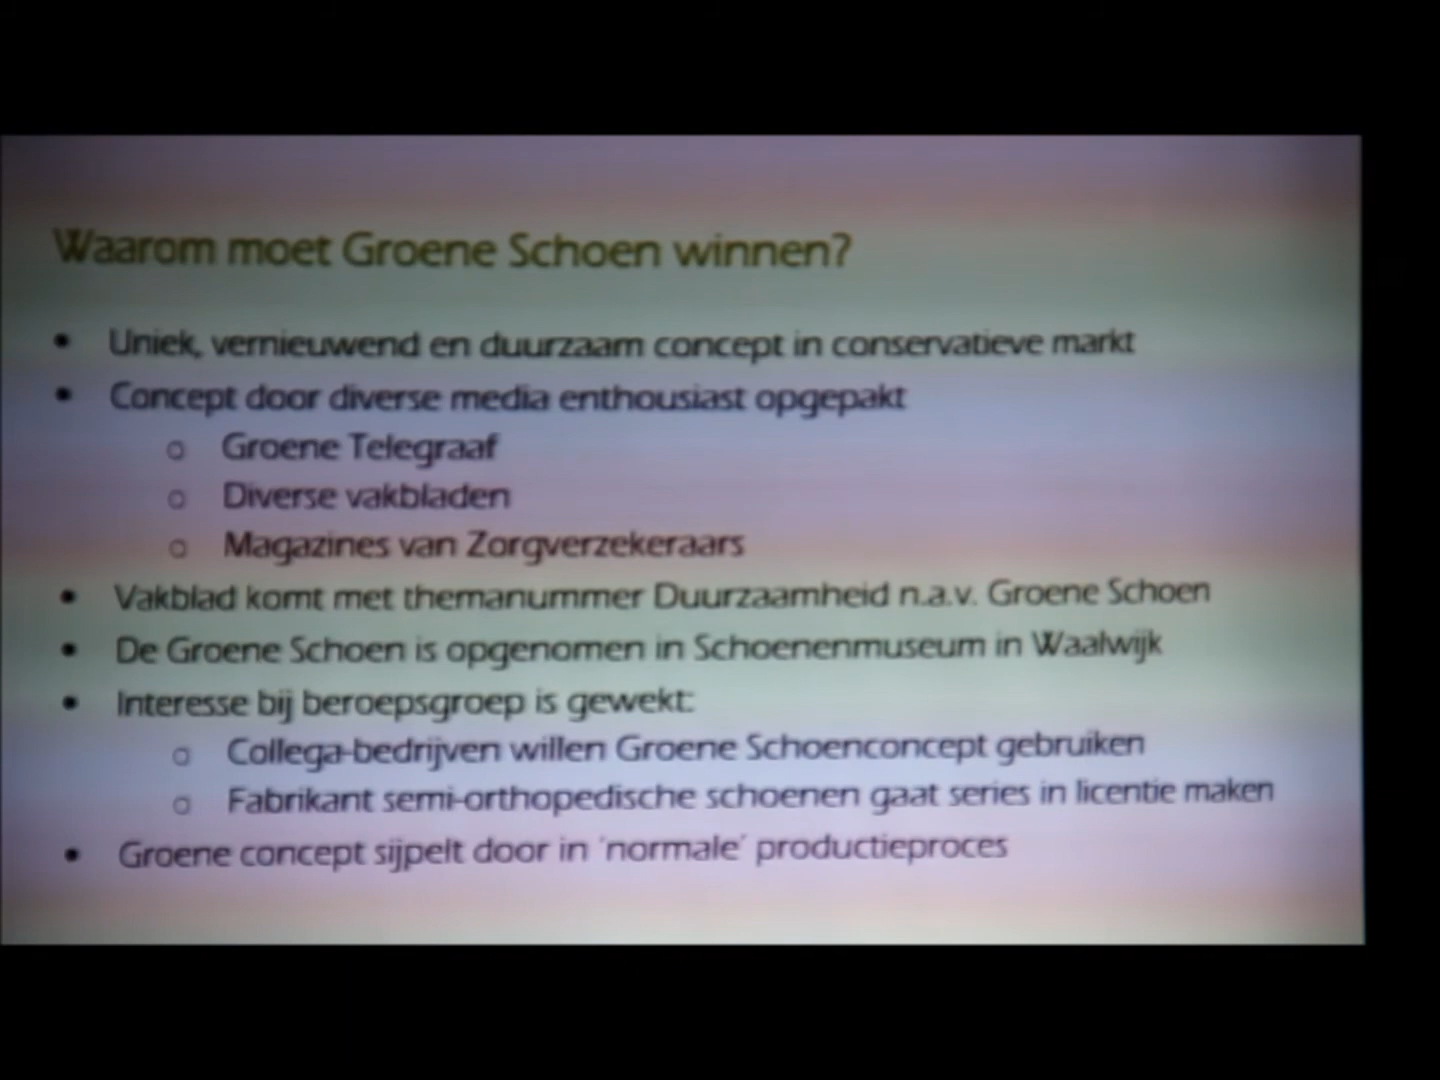 Waarom moet Groene Schoen winnen?
• Uniek, vernieuwend en duurzaam concept in conservatieve markt
• Concept door diverse media enthousiast opgepakt
o Groene Telegraaf
o Diverse vakbladen
o Magazines van Zorgverzekeraars
• Vakblad komt met themanummer Duurzaamheid n.a.v. Groene Schoen
• De Groene Schoen is opgenomen in Schoenenmuseum in Waalwijk
• Interesse bij beroepsgroep is gewekt:
o Collega-bedrijven willen Groene Schoenconcept gebruiken
o Fabrikant semi-orthopedische schoenen gaat series in licentie maken
• Groene concept sijpelt door in 'normale' productieproces